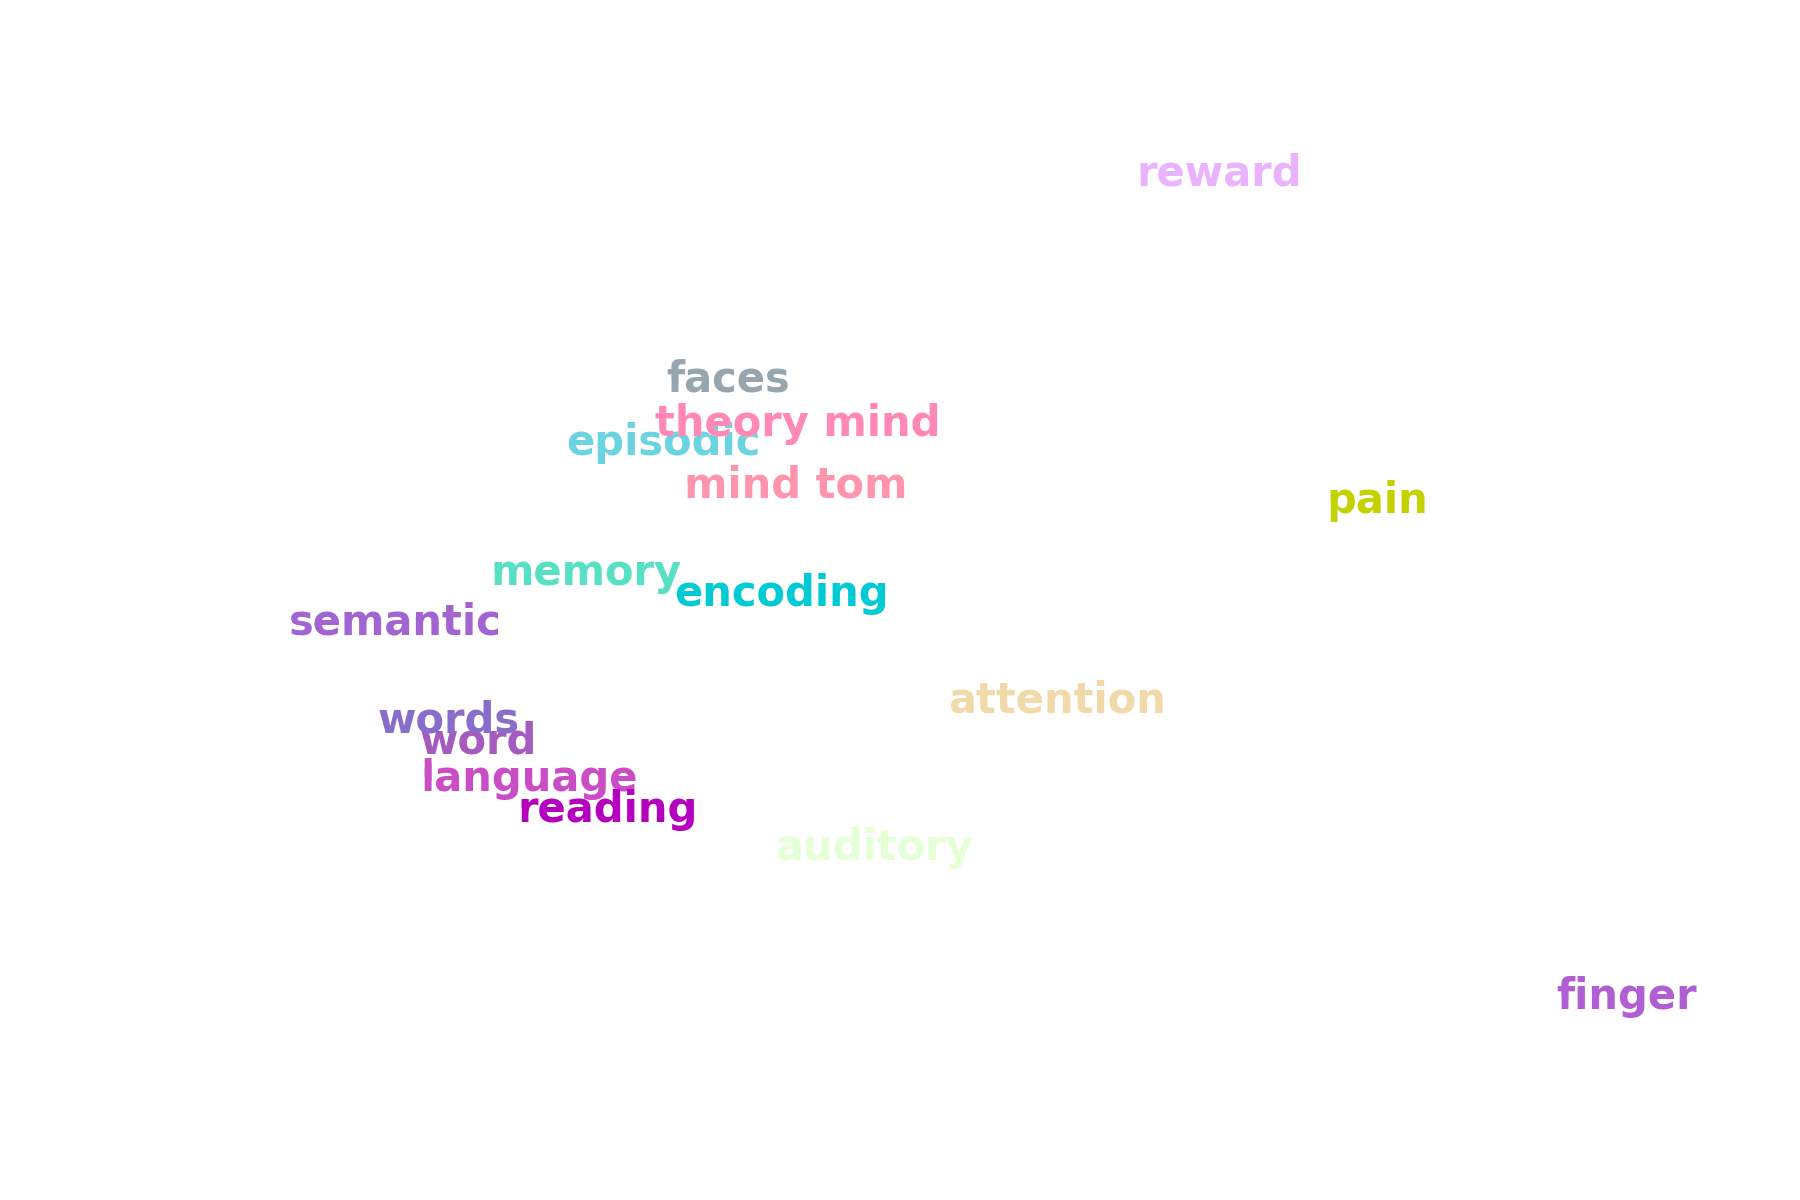 reward
faces
theory mind
episodic
mind tom
pain
memory
encoding
semantic
attention
words
word
language
reading
auditory
finger